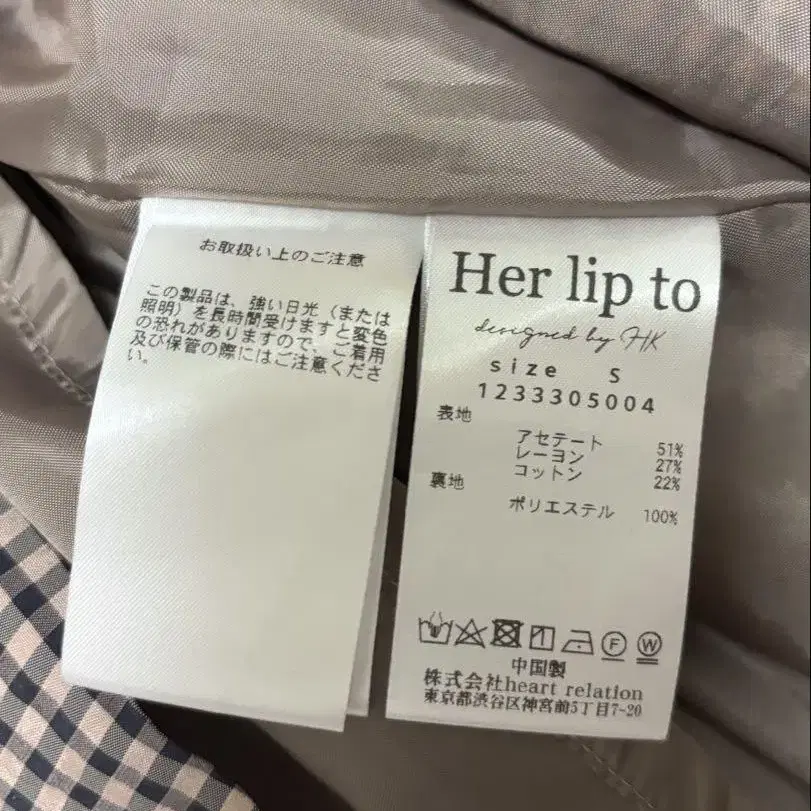 お取扱い上のご注意
この製品は、強い日光（または
照明）を長時間受けますと変色
の恐れがありますので、ご着用
及び保管の際にはご注意くださ
い。
Her lip to
designed by HK
size S
1233305004
表地
アセテート 51%
レーヨン 27%
コットン 22%
裏地
ポリエステル 100%
F W
中国製
株式会社heart relation
東京都渋谷区神宮前5丁目7-20